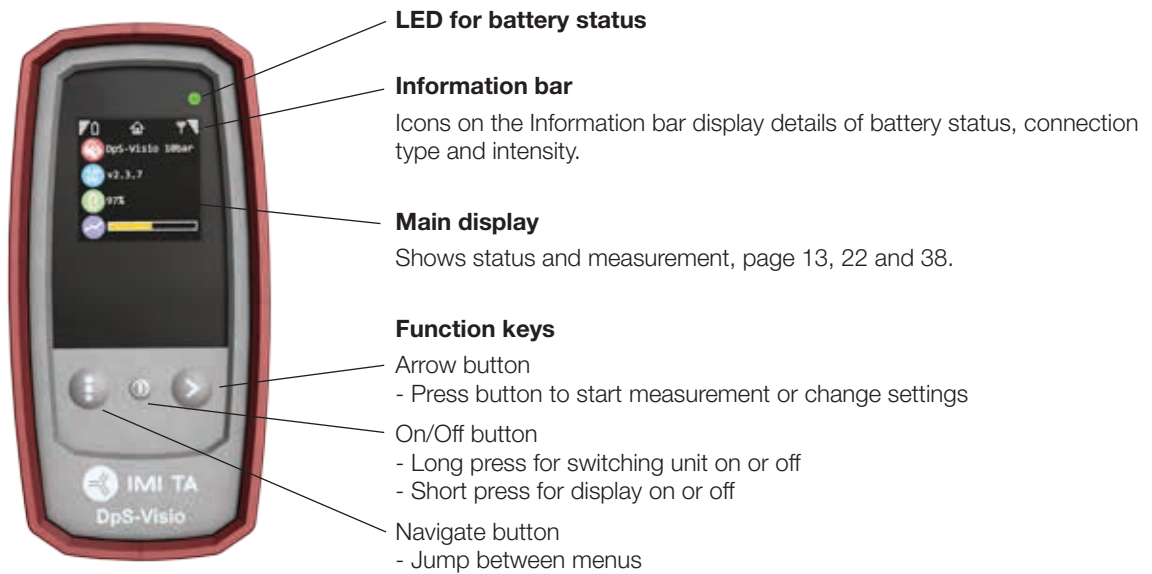 LED for battery status
Information bar
Icons on the Information bar display details of battery status, connection
type and intensity.
Main display
Shows status and measurement, page 13, 22 and 38.
Function keys
Arrow button
- Press button to start measurement or change settings
On/Off button
- Long press for switching unit on or off
- Short press for display on or off
Navigate button
- Jump between menus
DpS-Visio 10bar
v2.3.7
97%
IMI TA
DpS-Visio